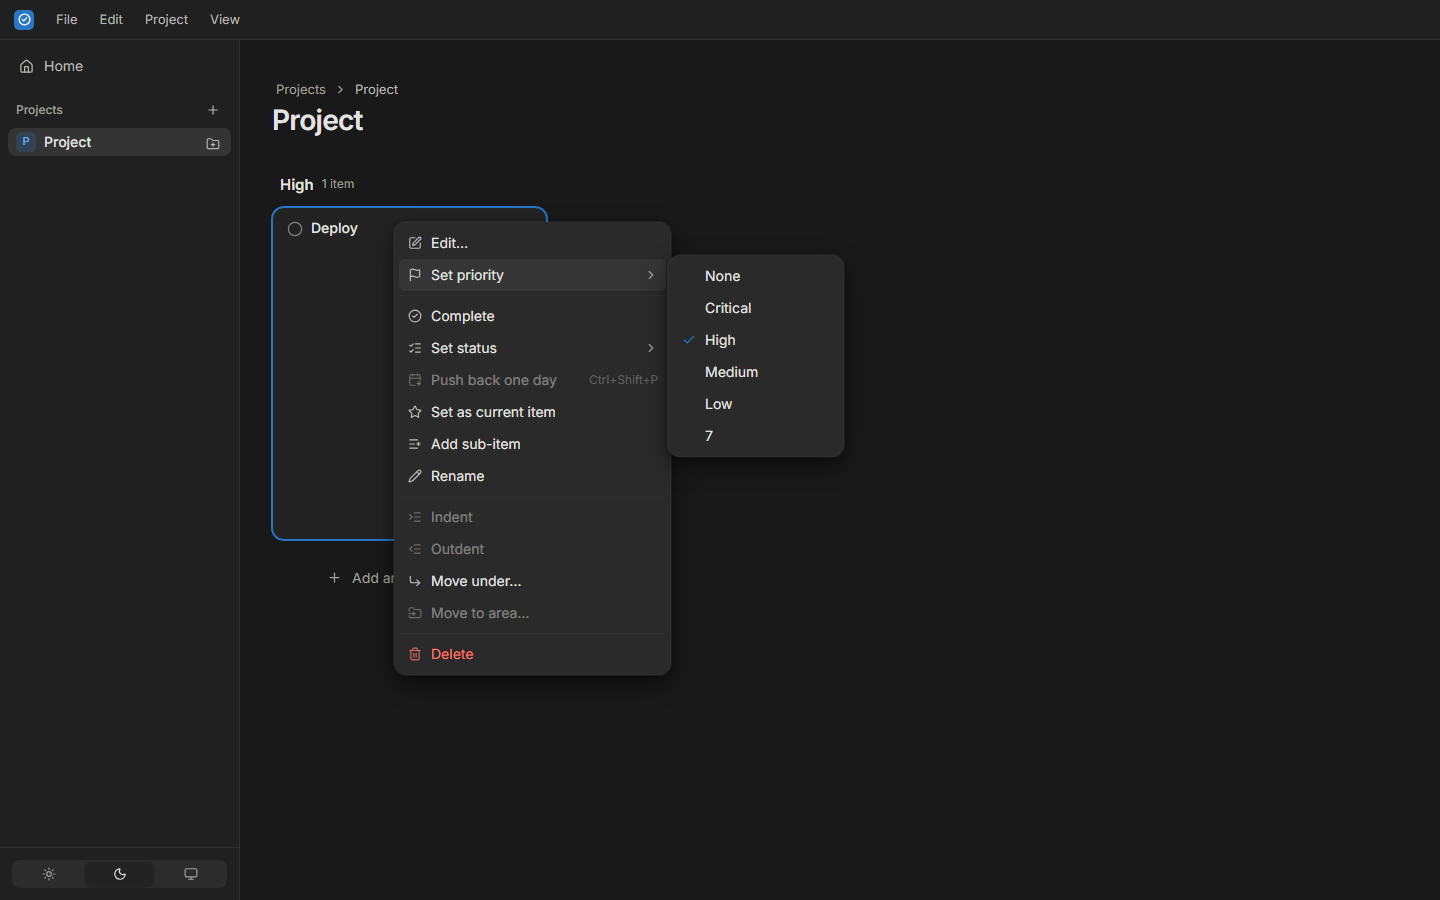 File Edit Project View
Home
Projects
P Project
Projects > Project
Project
High 1 item
Deploy
Edit...
Set priority
Complete
Set status
Push back one day Ctrl+Shift+P
Set as current item
Add sub-item
Rename
Indent
Outdent
Move under...
Move to area...
Delete
None
Critical
High
Medium
Low
7
Add